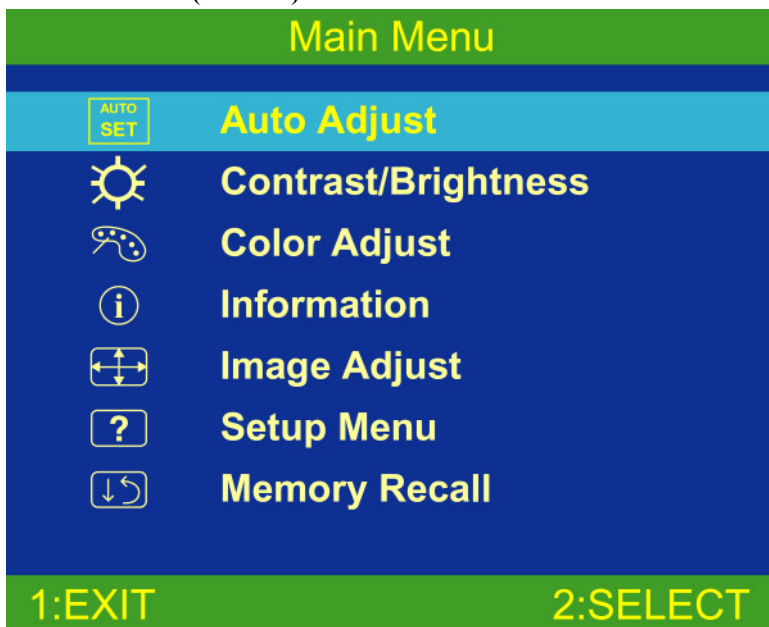 Main Menu
AUTO
SET
Auto Adjust
Contrast/Brightness
Color Adjust
i
Information
Image Adjust
?
Setup Menu
Memory Recall
1:EXIT 2:SELECT